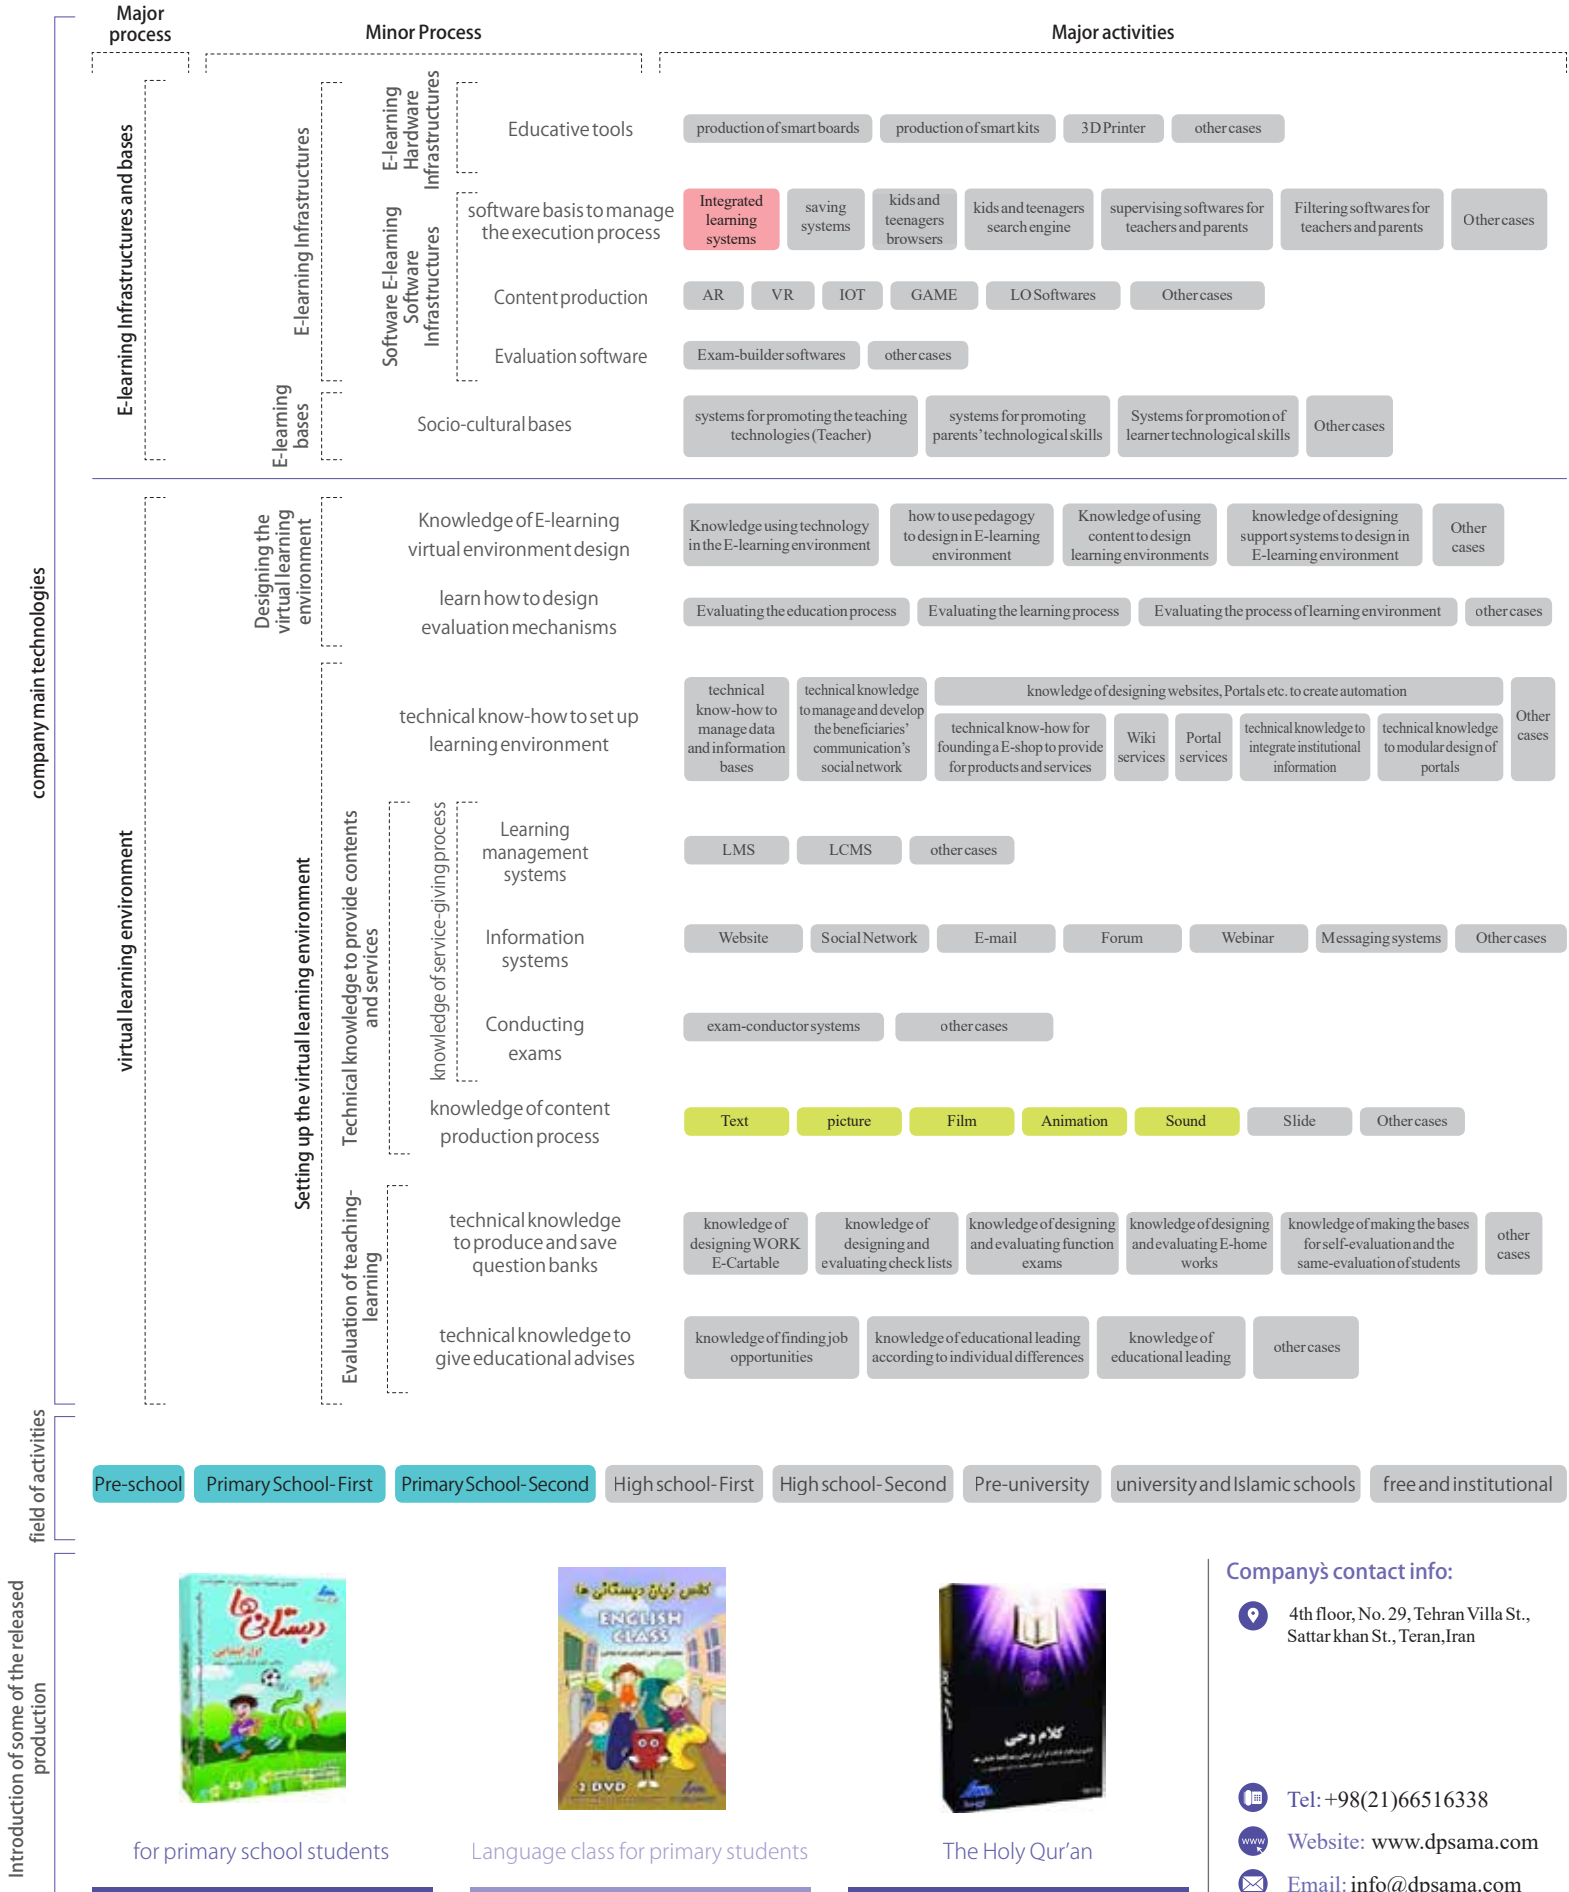 Major
process
Minor Process
Major activities
company main technologies
E-learning Infrastructures and bases
E-learning Infrastructures
E-learning
Hardware
Infrastructures
Educative tools
production of smart boards
production of smart kits
3D Printer
other cases
Software E-learning
Software
Infrastructures
software basis to manage
the execution process
Integrated
learning
systems
saving
systems
kids and
teenagers
browsers
kids and teenagers
search engine
supervising softwares for
teachers and parents
Filtering softwares for
teachers and parents
Other cases
Content production
AR
VR
IOT
GAME
LO Softwares
Other cases
Evaluation software
Exam-builder softwares
other cases
E-learning
bases
Socio-cultural bases
systems for promoting the teaching
technologies (Teacher)
systems for promoting
parents' technological skills
Systems for promotion of
learner technological skills
Other cases
virtual learning environment
Designing the
virtual learning
environment
Knowledge of E-learning
virtual environment design
Knowledge using technology
in the E-learning environment
how to use pedagogy
to design in E-learning
environment
Knowledge of using
content to design
learning environments
knowledge of designing
support systems to design in
E-learning environment
Other
cases
learn how to design
evaluation mechanisms
Evaluating the education process
Evaluating the learning process
Evaluating the process of learning environment
other cases
Setting up the virtual learning environment
technical know-how to set up
learning environment
technical
know-how to
manage data
and information
bases
technical knowledge
to manage and develop
the beneficiaries'
communication's
social network
knowledge of designing websites, Portals etc. to create automation
technical know-how for
founding a E-shop to provide
for products and services
Wiki
services
Portal
services
technical knowledge to
integrate institutional
information
technical knowledge
to modular design of
portals
Other
cases
Technical knowledge to provide contents
and services
knowledge of service-giving process
Learning
management
systems
LMS
LCMS
other cases
Information
systems
Website
Social Network
E-mail
Forum
Webinar
Messaging systems
Other cases
Conducting
exams
exam-conductor systems
other cases
knowledge of content
production process
Text
picture
Film
Animation
Sound
Slide
Other cases
Evaluation of teaching-
learning
technical knowledge
to produce and save
question banks
knowledge of
designing WORK
E-Cartable
knowledge of
designing and
evaluating check lists
knowledge of designing
and evaluating function
exams
knowledge of designing
and evaluating E-home
works
knowledge of making the bases
for self-evaluation and the
same-evaluation of students
other
cases
technical knowledge to
give educational advises
knowledge of finding job
opportunities
knowledge of educational leading
according to individual differences
knowledge of
educational leading
other cases
field of activities
Pre-school
Primary School- First
Primary School- Second
High school- First
High school- Second
Pre-university
university and Islamic schools
free and institutional
Introduction of some of the released
production
دبستانی ها
اول ابتدایی
for primary school students
کلاس زبان دبستانی ها
ENGLISH
CLASS
2 DVD
Language class for primary students
کلام وحی
The Holy Qur'an
Company's contact info:
4th floor, No. 29, Tehran Villa St.,
Sattar khan St., Teran, Iran
Tel: +98(21)66516338
www
Website: www.dpsama.com
Email: info@dpsama.com